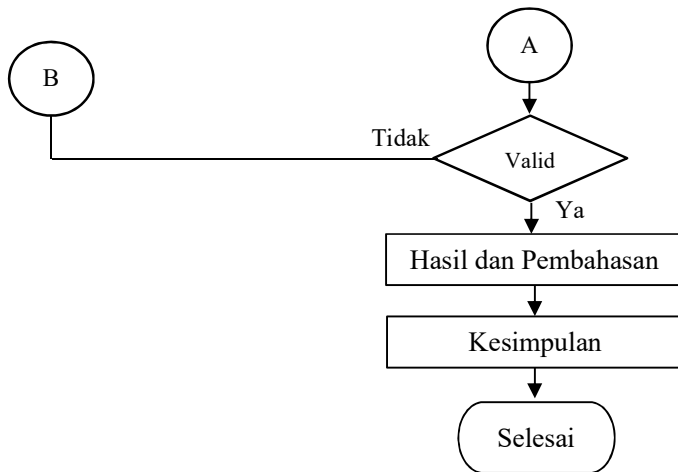 A
B
Tidak
Valid
Ya
Hasil dan Pembahasan
Kesimpulan
Selesai